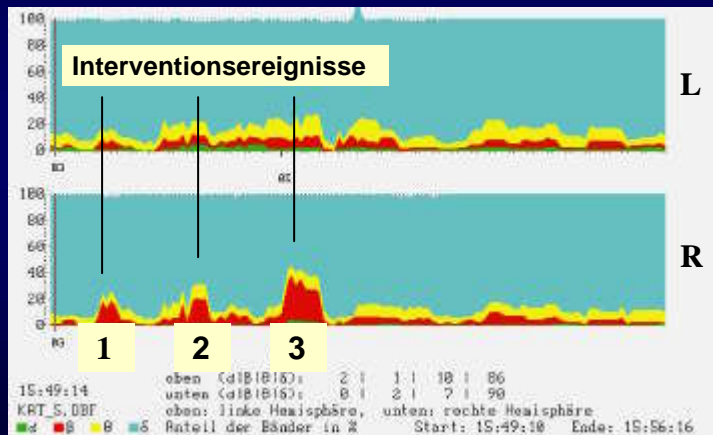 100
80
60
40
20
0
Interventionsereignisse
L
100
80
60
40
20
0
R
1 2 3
oben (α|β|θ|δ): 2 | 1 | 10 | 86
15:49:14 unten (α|β|θ|δ): 0 | 2 | 7 | 90
KAT_S.DBF oben: linke Hemisphäre, unten: rechte Hemisphäre
α β θ δ Anteil der Bänder in % Start: 15:49:10 Ende: 15:56:16